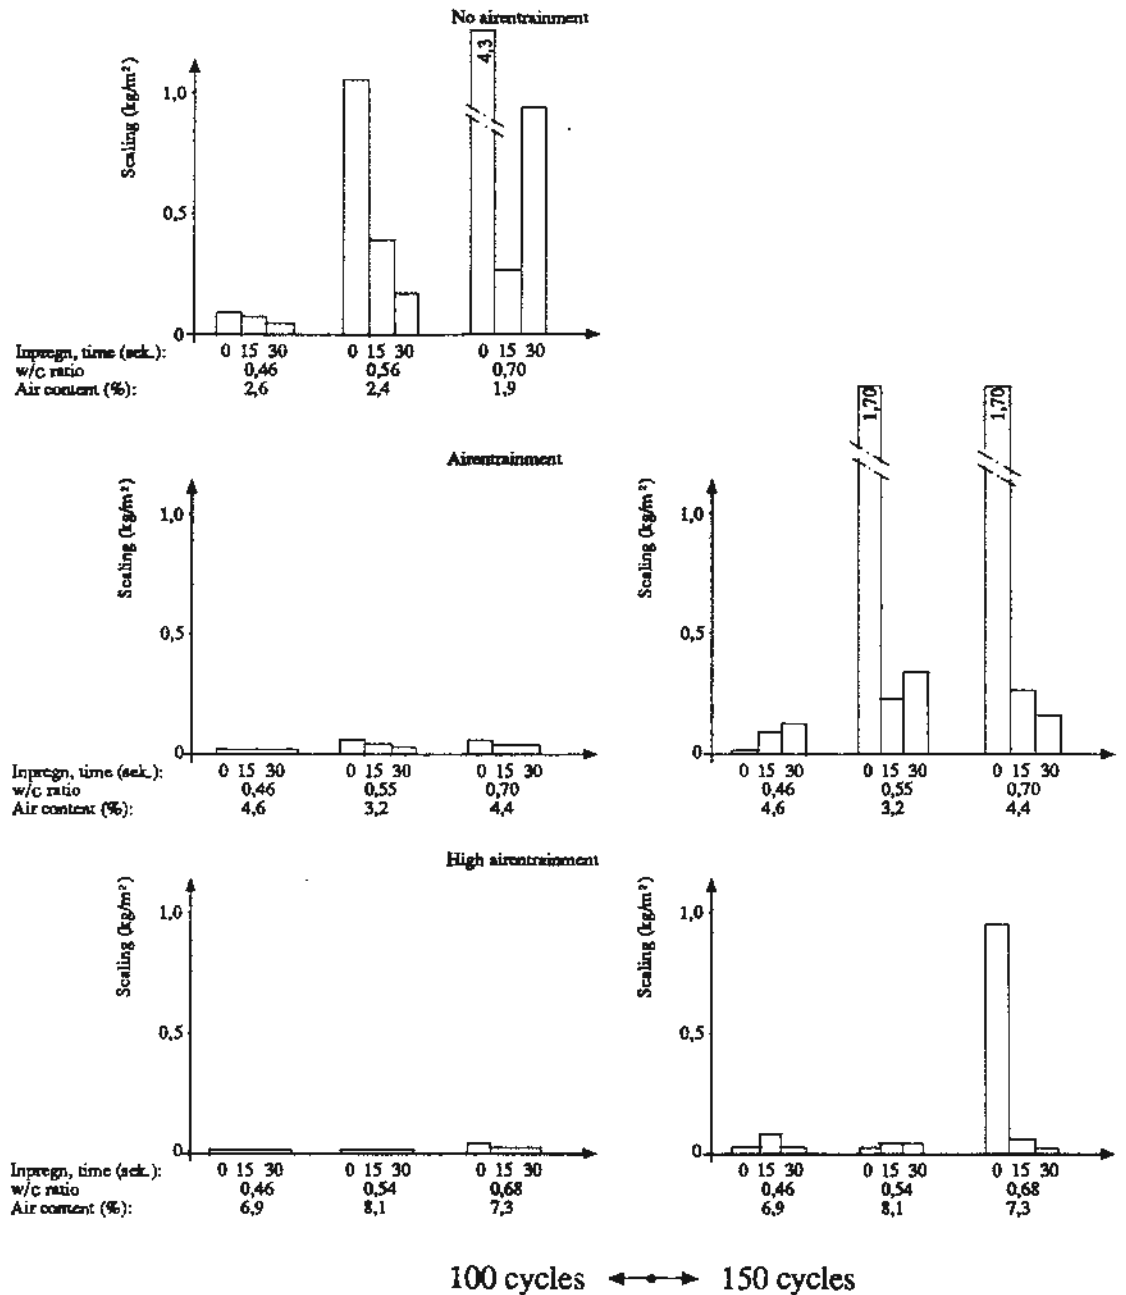 No airentrainment
Scaling (kg/m²)
4,3
1,0
0,5
0
Inpregn, time (sek.): 0 15 30 0 15 30 0 15 30
w/c ratio 0,46 0,56 0,70
Air content (%): 2,6 2,4 1,9
Airentrainment
Scaling (kg/m²)
1,0
0,5
0
Inpregn, time (sek.): 0 15 30 0 15 30 0 15 30
w/c ratio 0,46 0,55 0,70
Air content (%): 4,6 3,2 4,4
Scaling (kg/m²)
1,70
1,70
1,0
0,5
0
0 15 30 0 15 30 0 15 30
0,46 0,55 0,70
4,6 3,2 4,4
High airentrainment
Scaling (kg/m²)
1,0
0,5
0
Inpregn, time (sek.): 0 15 30 0 15 30 0 15 30
w/c ratio 0,46 0,54 0,68
Air content (%): 6,9 8,1 7,3
Scaling (kg/m²)
1,0
0,5
0
0 15 30 0 15 30 0 15 30
0,46 0,54 0,68
6,9 8,1 7,3
100 cycles 150 cycles